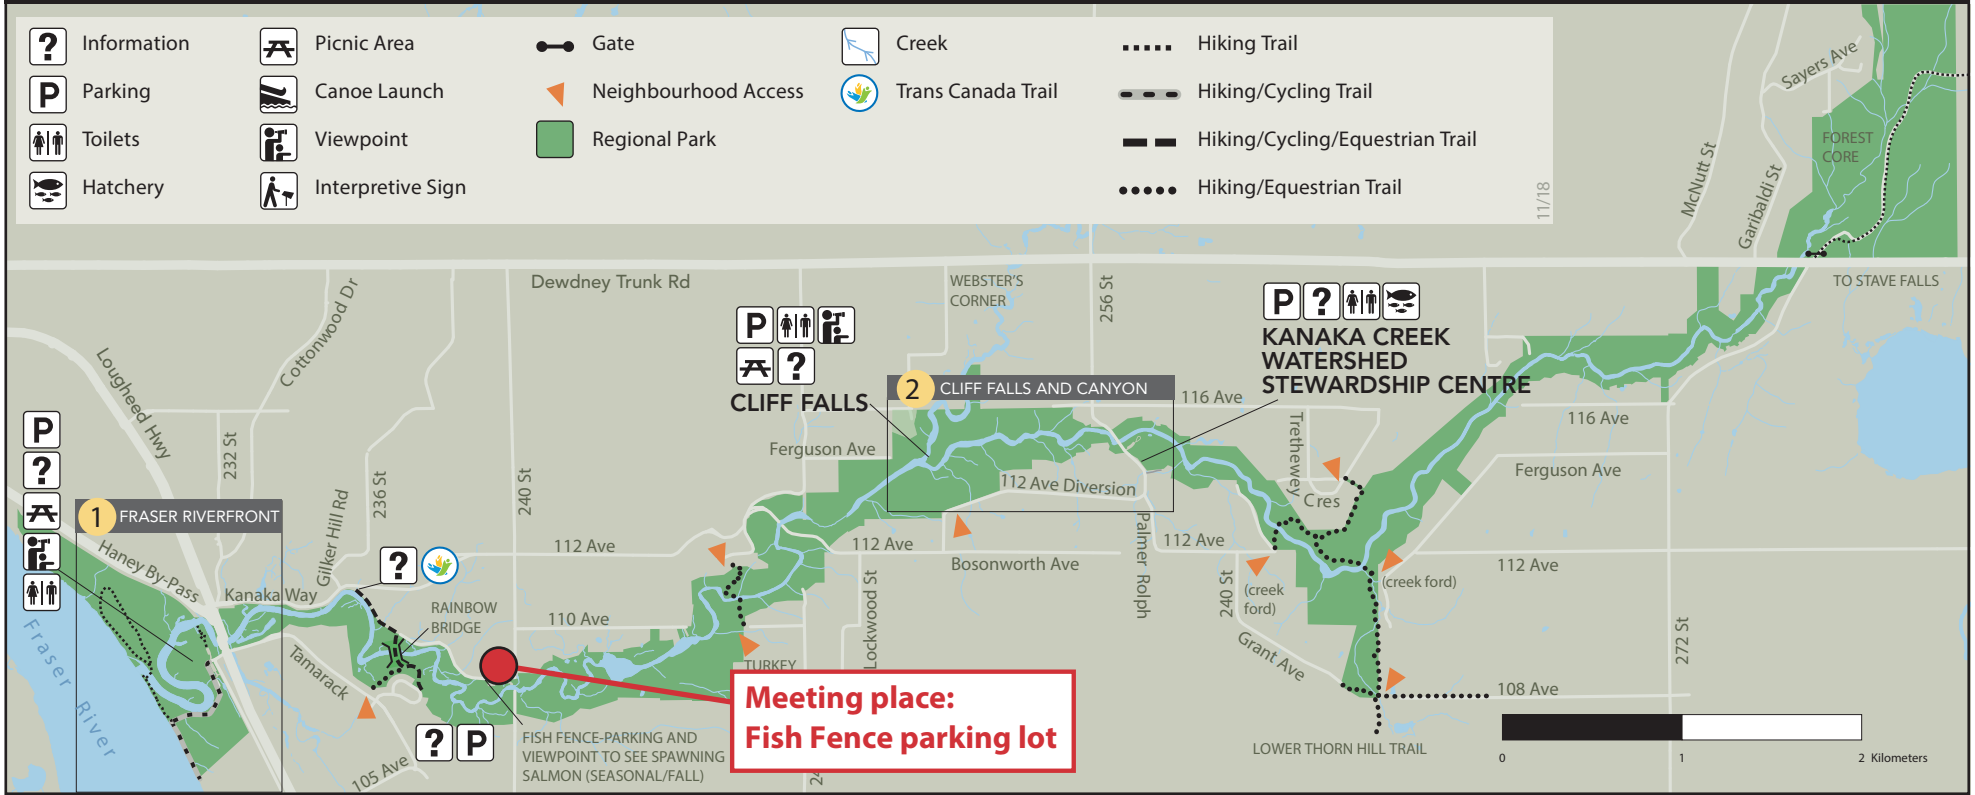 Information
Parking
Toilets
Hatchery
Picnic Area
Canoe Launch
Viewpoint
Interpretive Sign
Gate
Neighbourhood Access
Regional Park
Creek
Trans Canada Trail
Hiking Trail
Hiking/Cycling Trail
Hiking/Cycling/Equestrian Trail
Hiking/Equestrian Trail
11/18
Sayers Ave
McNutt St
Garibaldi St
FOREST
CORE
TO STAVE FALLS
Dewdney Trunk Rd
WEBSTER'S
CORNER
256 St
Cottonwood Dr
Lougheed Hwy
232 St
236 St
240 St
Gilker Hill Rd
P
?
CLIFF FALLS
P
?
2 CLIFF FALLS AND CANYON
P ?
KANAKA CREEK
WATERSHED
STEWARDSHIP CENTRE
116 Ave
116 Ave
Ferguson Ave
Ferguson Ave
Trethewey
Cres
112 Ave Diversion
Palmer Rolph
112 Ave
112 Ave
112 Ave
112 Ave
Bosonworth Ave
Lockwood St
240 St
(creek
ford)
(creek ford)
Grant Ave
272 St
108 Ave
LOWER THORN HILL TRAIL
1 FRASER RIVERFRONT
Haney By-Pass
Kanaka Way
?
RAINBOW
BRIDGE
110 Ave
Tamarack
105 Ave
? P
Fraser River
TURKEY
FISH FENCE-PARKING AND
VIEWPOINT TO SEE SPAWNING
SALMON (SEASONAL/FALL)
Meeting place:
Fish Fence parking lot
0 1 2 Kilometers